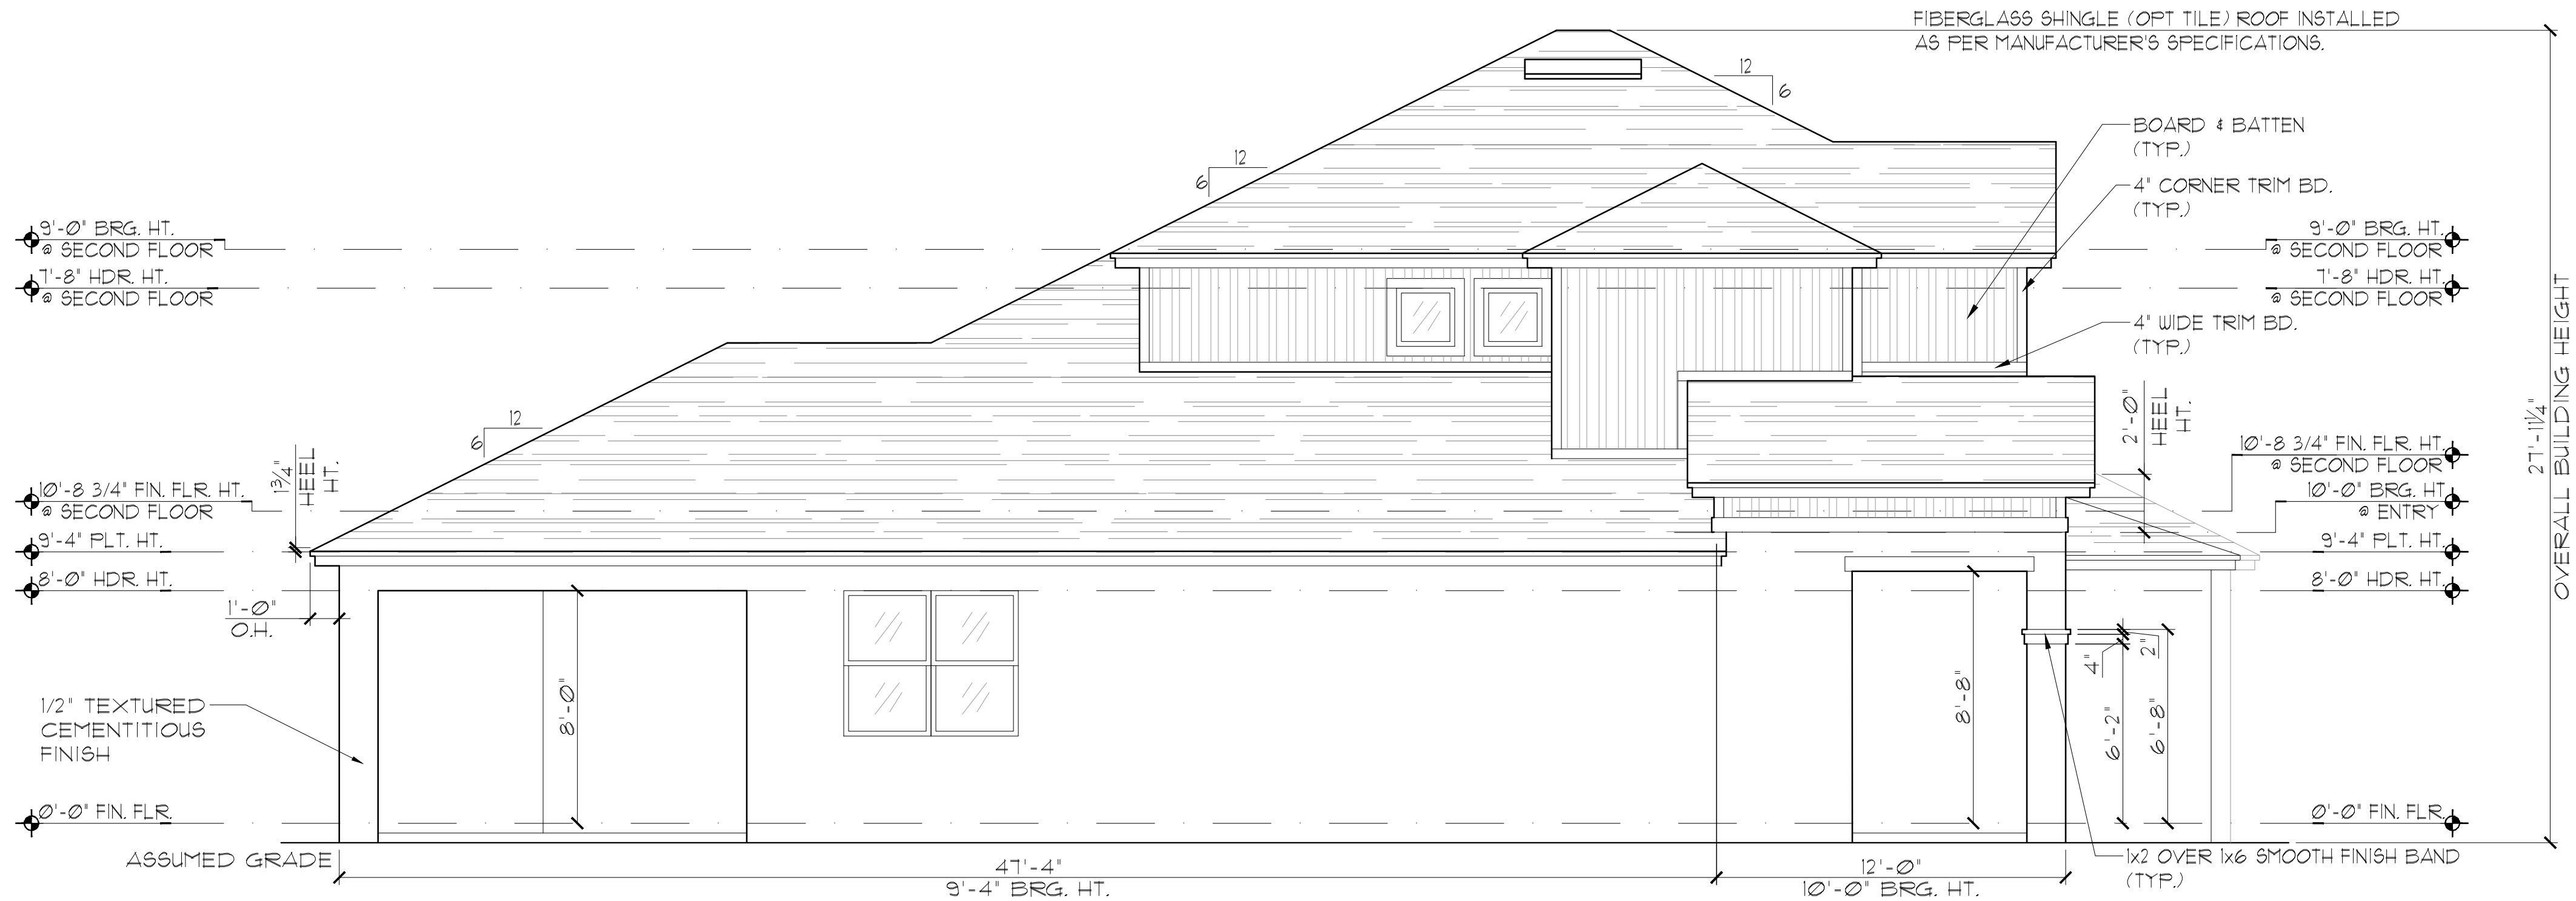 FIBERGLASS SHINGLE (OPT TILE) ROOF INSTALLED
AS PER MANUFACTURER'S SPECIFICATIONS.
12
6
12
6
12
6
BOARD & BATTEN
(TYP.)
4" CORNER TRIM BD.
(TYP.)
4" WIDE TRIM BD.
(TYP.)
9'-0" BRG. HT.
@ SECOND FLOOR
7'-8" HDR. HT.
@ SECOND FLOOR
10'-8 3/4" FIN. FLR. HT.
@ SECOND FLOOR
9'-4" PLT. HT.
8'-0" HDR. HT.
1 3/4"
HEEL
HT.
1'-0"
O.H.
1/2" TEXTURED
CEMENTITIOUS
FINISH
0'-0" FIN. FLR.
ASSUMED GRADE
8'-0"
8'-8"
47'-4"
9'-4" BRG. HT.
12'-0"
10'-0" BRG. HT.
9'-0" BRG. HT.
@ SECOND FLOOR
7'-8" HDR. HT.
@ SECOND FLOOR
2'-0"
HEEL
HT.
10'-8 3/4" FIN. FLR. HT.
@ SECOND FLOOR
10'-0" BRG. HT
@ ENTRY
9'-4" PLT. HT.
8'-0" HDR. HT.
4"
2"
6'-2"
6'-8"
0'-0" FIN. FLR.
1x2 OVER 1x6 SMOOTH FINISH BAND
(TYP.)
27'-11 1/4"
OVERALL BUILDING HEIGHT